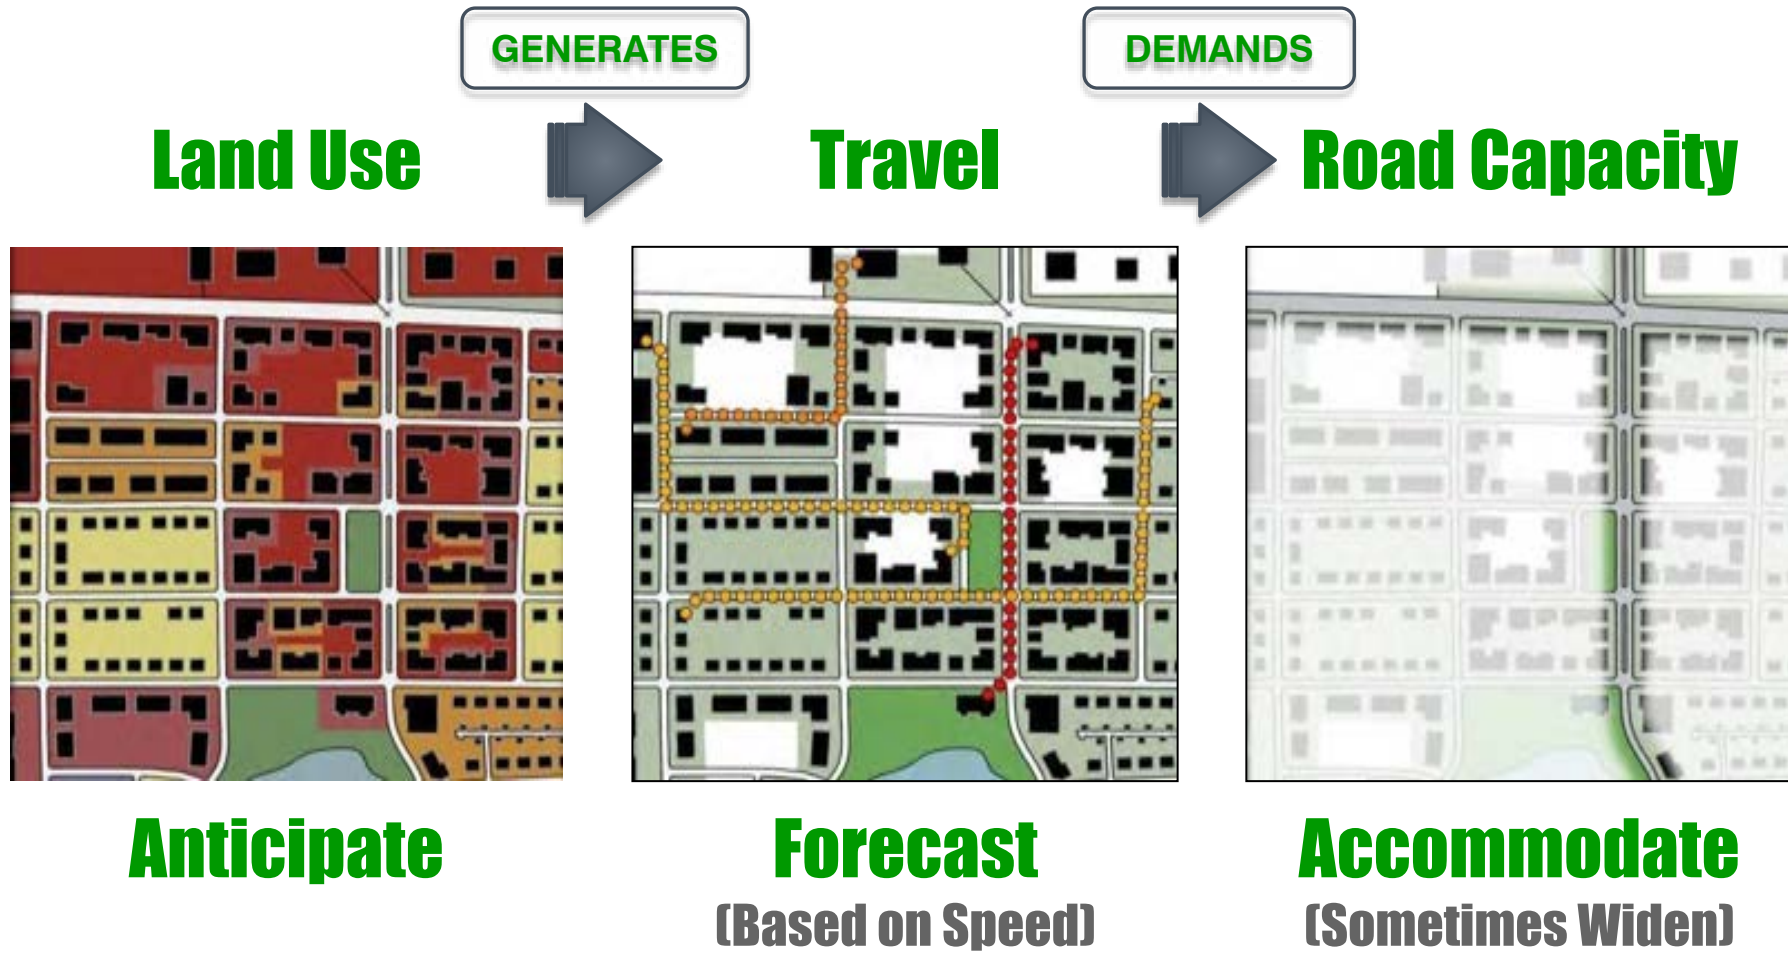 GENERATES
DEMANDS
Land Use
Travel
Road Capacity
Anticipate
Forecast
Accommodate
(Based on Speed)
(Sometimes Widen)